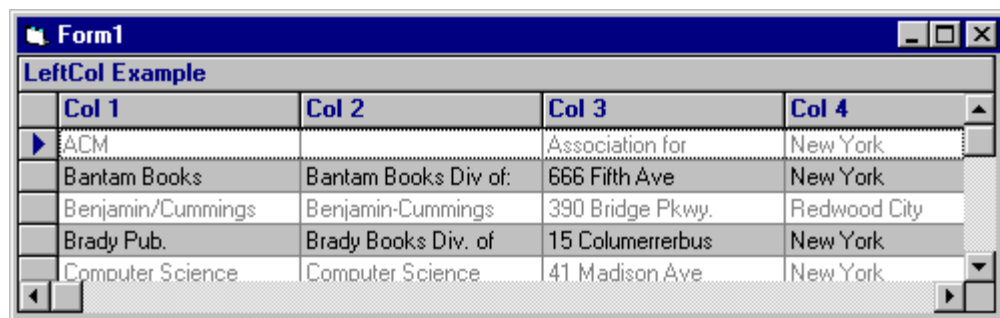 Form1
LeftCol Example
Col 1 Col 2 Col 3 Col 4
ACM Association for New York
Bantam Books Bantam Books Div of: 666 Fifth Ave New York
Benjamin/Cummings Benjamin-Cummings 390 Bridge Pkwy. Redwood City
Brady Pub. Brady Books Div. of 15 Columerrerbus New York
Computer Science Computer Science 41 Madison Ave New York